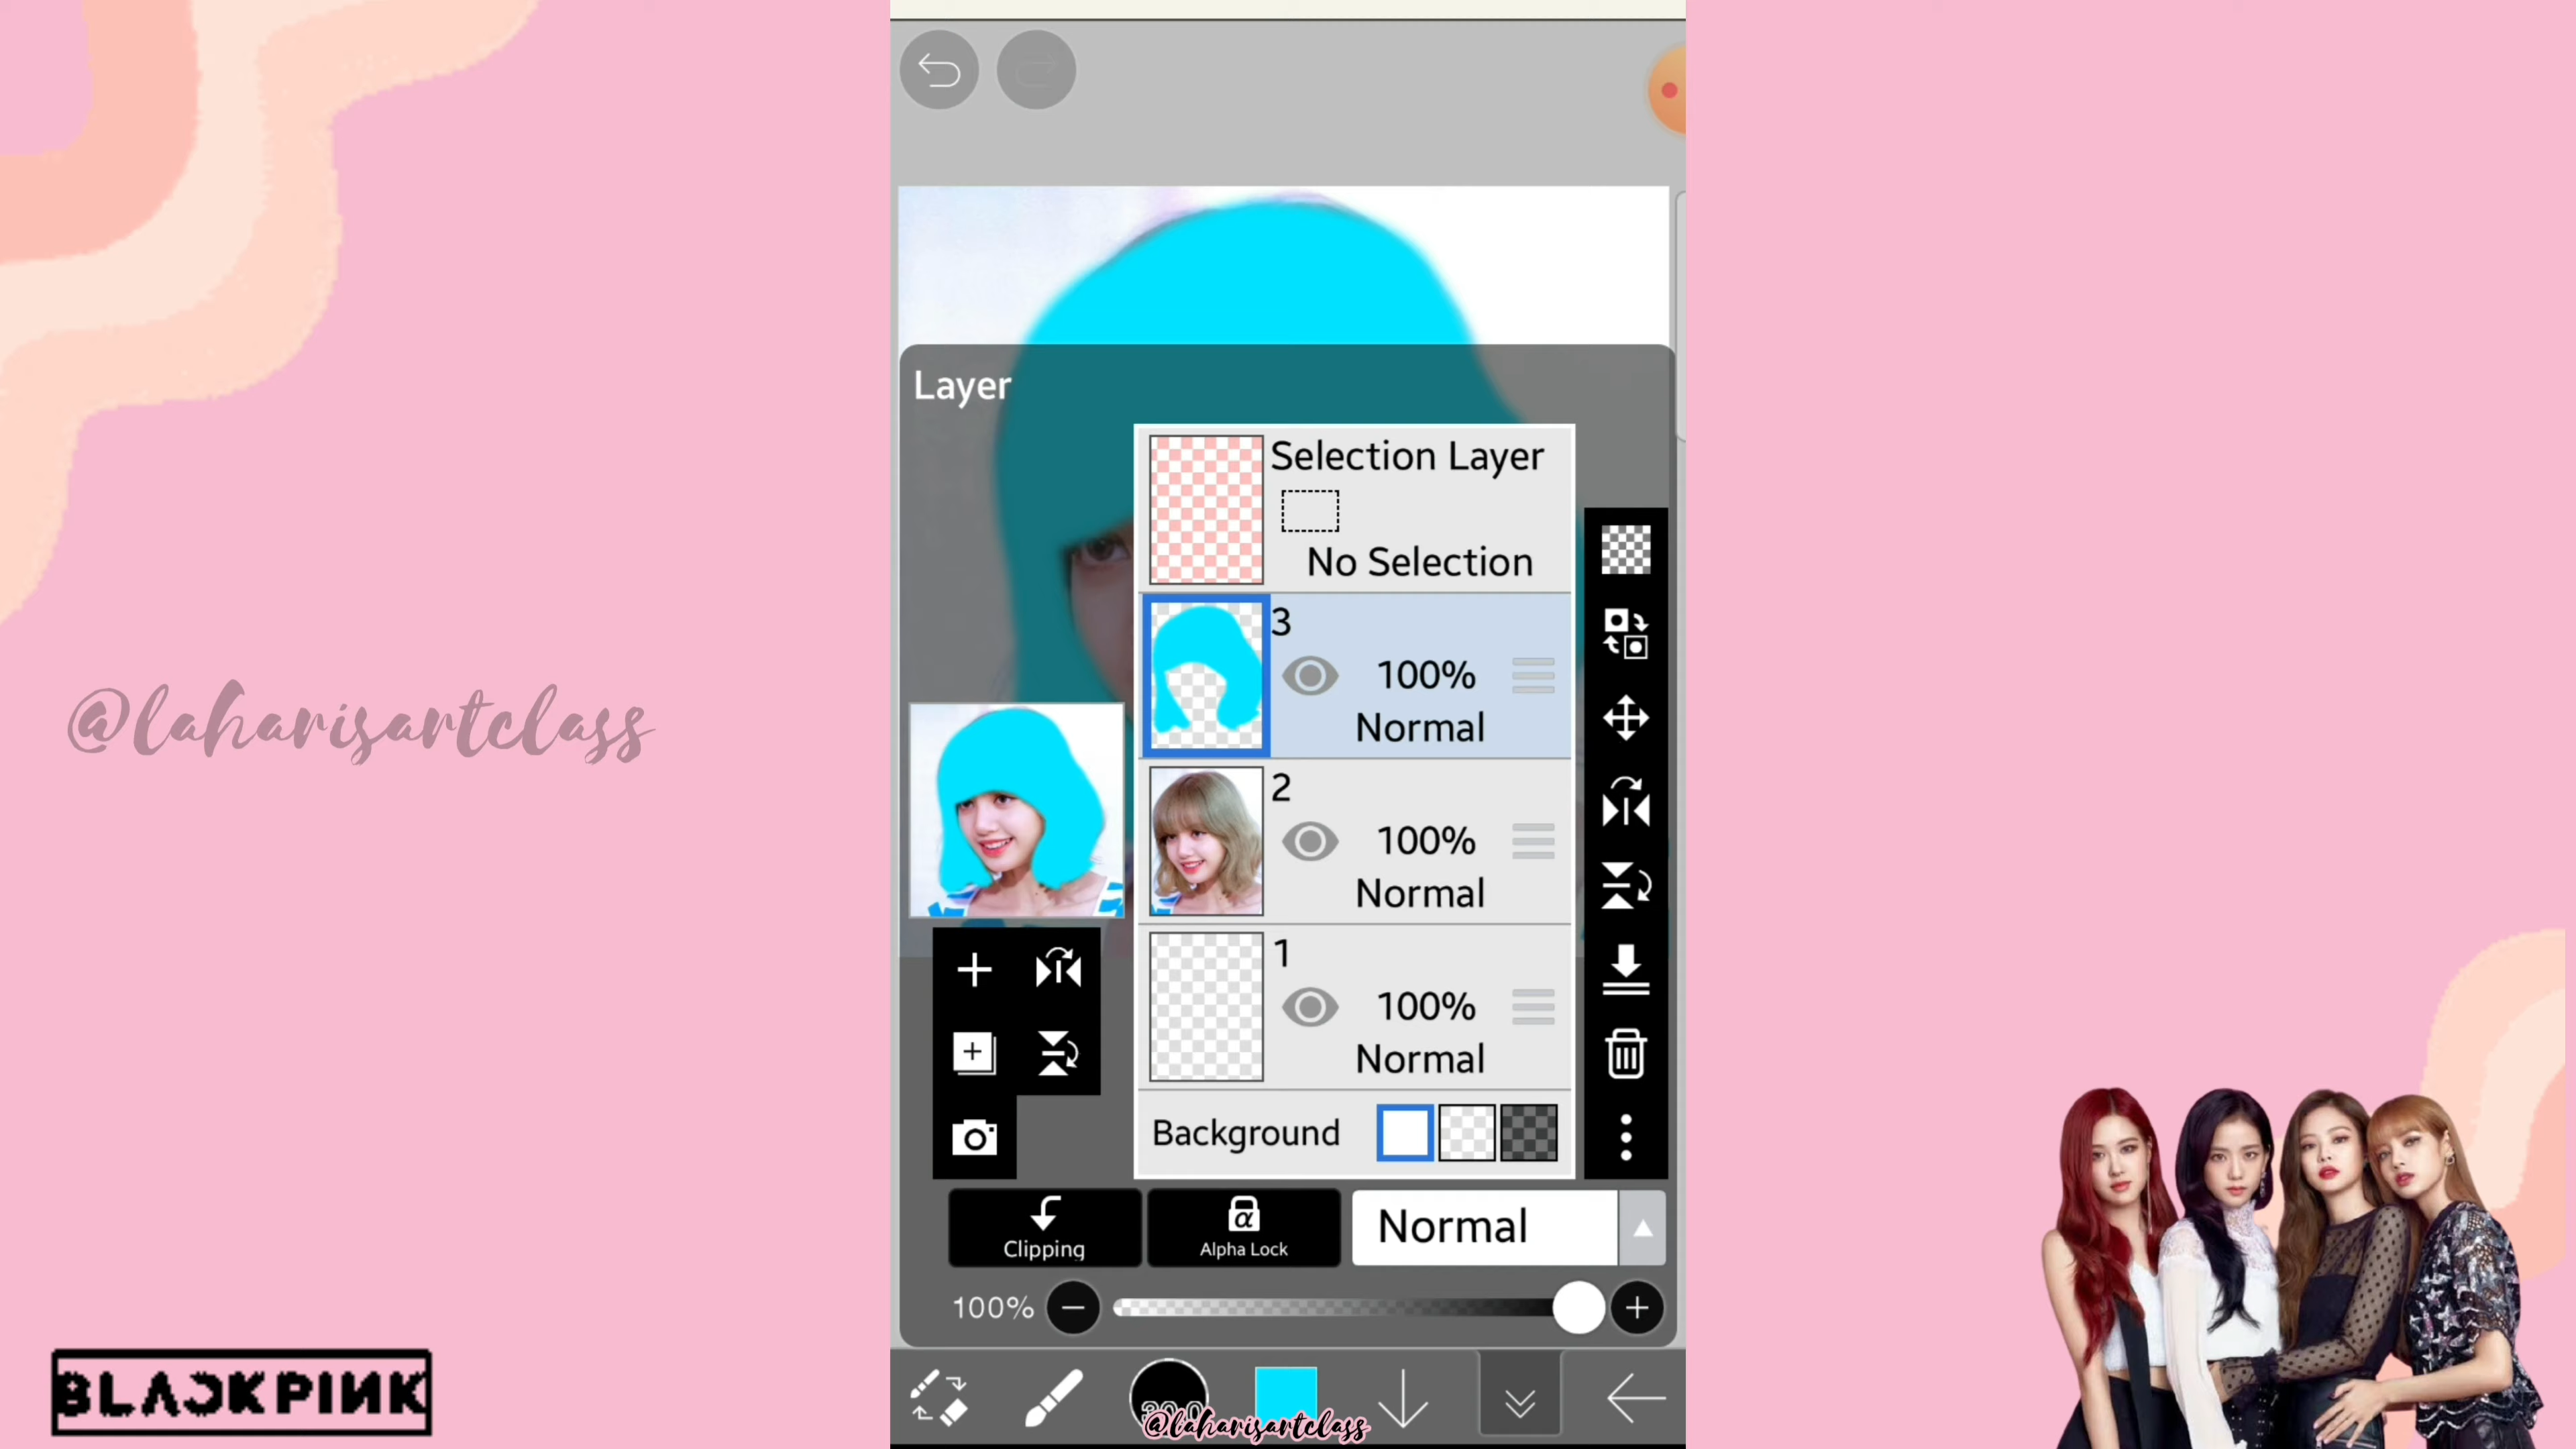 Layer
Selection Layer
No Selection
3
100%
Normal
2
100%
Normal
1
100%
Normal
Background
Clipping
Alpha Lock
Normal
100%
@laharisartclass
BLACKPINK
@laharisartclass